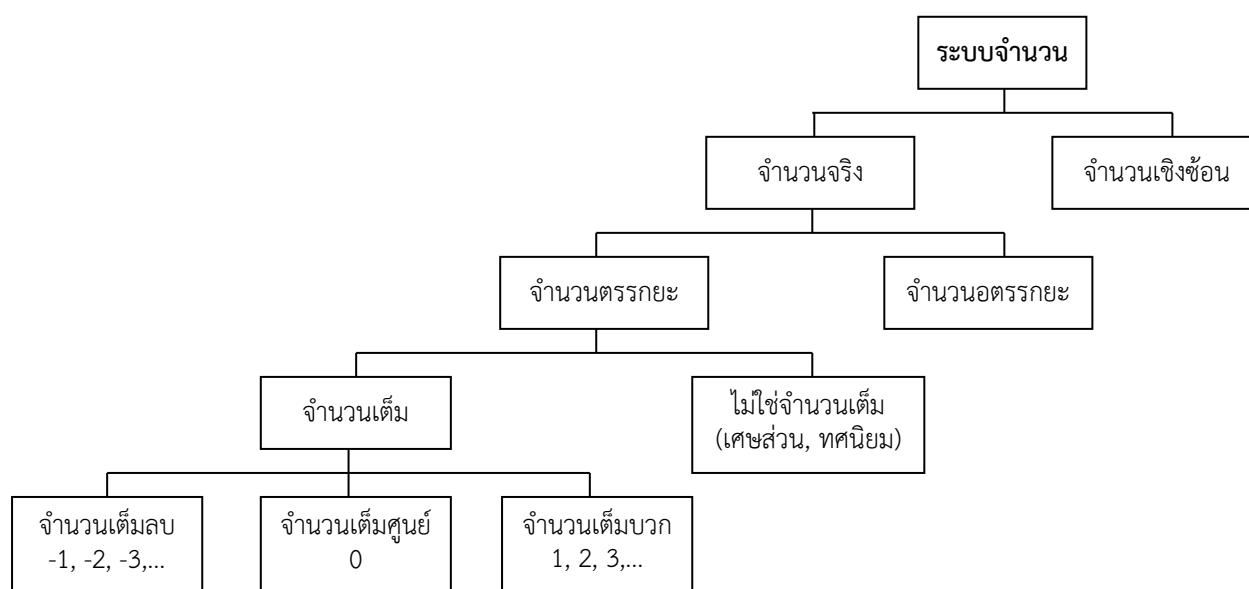 ระบบจำนวน
จำนวนจริง
จำนวนเชิงซ้อน
จำนวนตรรกยะ
จำนวนอตรรกยะ
จำนวนเต็ม
ไม่ใช่จำนวนเต็ม
(เศษส่วน, ทศนิยม)
จำนวนเต็มลบ
-1, -2, -3,...
จำนวนเต็มศูนย์
0
จำนวนเต็มบวก
1, 2, 3,...